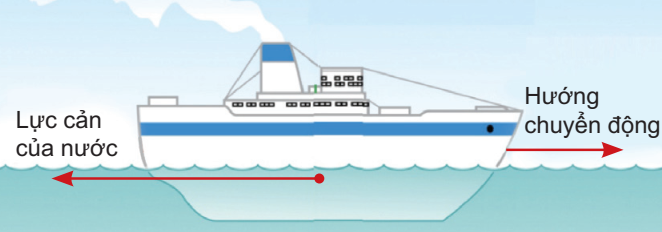 Lực cản
của nước
Hướng
chuyển động